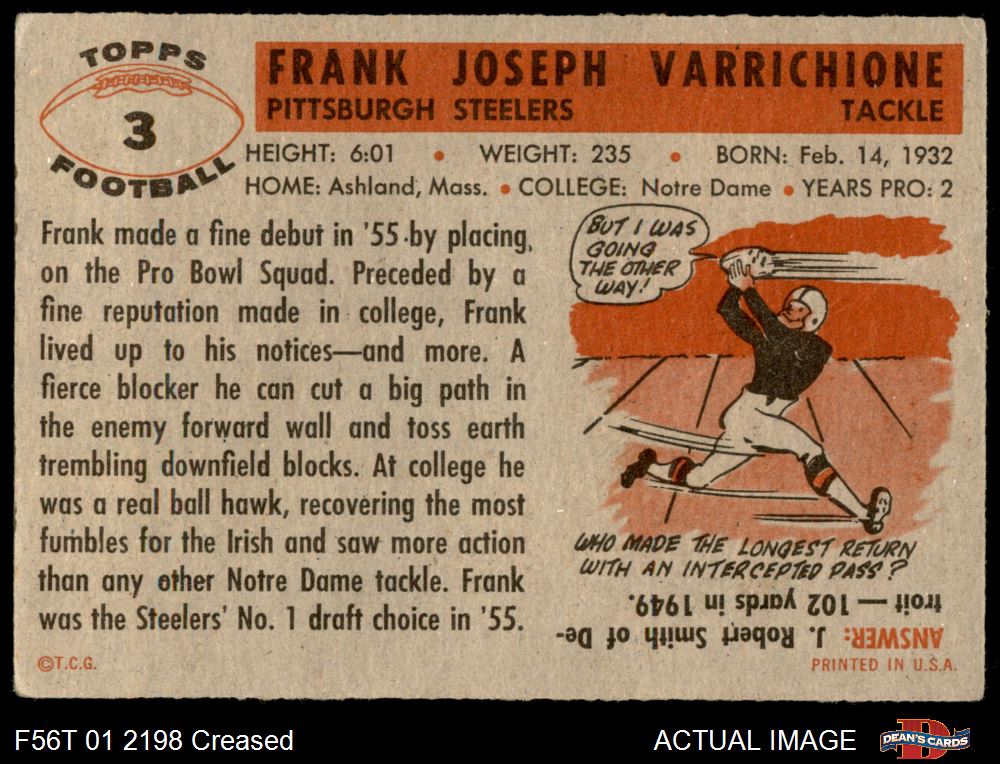 TOPPS
3
FOOTBALL
FRANK JOSEPH VARRICHIONE
PITTSBURGH STEELERS TACKLE
HEIGHT: 6:01 • WEIGHT: 235 • BORN: Feb. 14, 1932
HOME: Ashland, Mass. • COLLEGE: Notre Dame • YEARS PRO: 2
Frank made a fine debut in '55 by placing,
on the Pro Bowl Squad. Preceded by a
fine reputation made in college, Frank
lived up to his notices—and more. A
fierce blocker he can cut a big path in
the enemy forward wall and toss earth
trembling downfield blocks. At college he
was a real ball hawk, recovering the most
fumbles for the Irish and saw more action
than any other Notre Dame tackle. Frank
was the Steelers' No. 1 draft choice in '55.
BUT I WAS
GOING
THE OTHER
WAY!
WHO MADE THE LONGEST RETURN
WITH AN INTERCEPTED PASS?
ANSWER: J. Robert Smith of De-
troit — 102 yards in 1949.
©T.C.G.
PRINTED IN U.S.A.
F56T 01 2198 Creased
ACTUAL IMAGE
D
DEAN'S CARDS